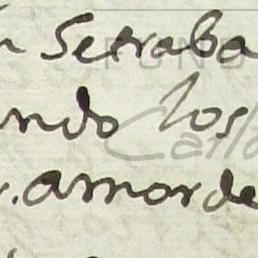 Setraba
ndo los
amor de